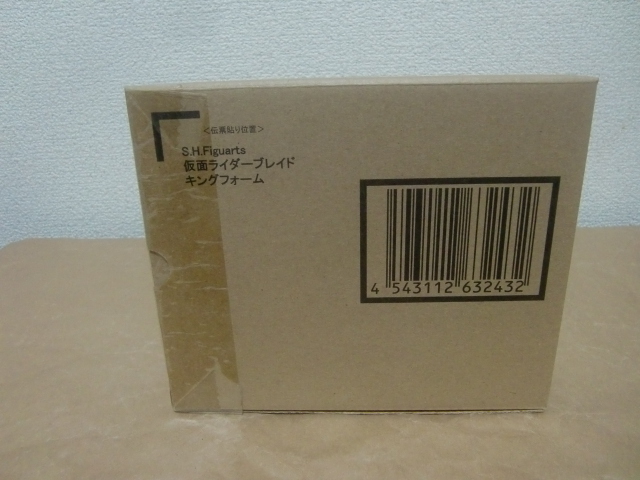 ＜伝票貼り位置＞
S.H.Figuarts
仮面ライダーブレイド
キングフォーム
4 543112 632432